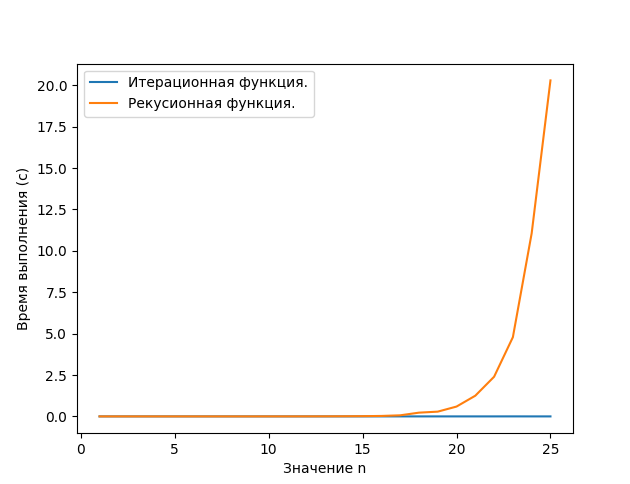 Итерационная функция.
Рекусионная функция.
20.0
17.5
15.0
12.5
10.0
7.5
5.0
2.5
0.0
Время выполнения (с)
0 5 10 15 20 25
Значение n